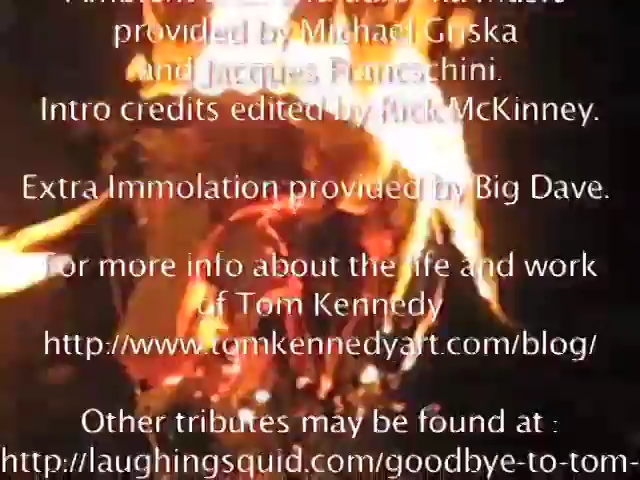 provided by Michael Griska
and Jacques Franceschini.
Intro credits edited by Rick McKinney.
Extra Immolation provided by Big Dave.
For more info about the life and work
of Tom Kennedy
http://www.tomkennedyart.com/blog/
Other tributes may be found at :
http://laughingsquid.com/goodbye-to-tom-